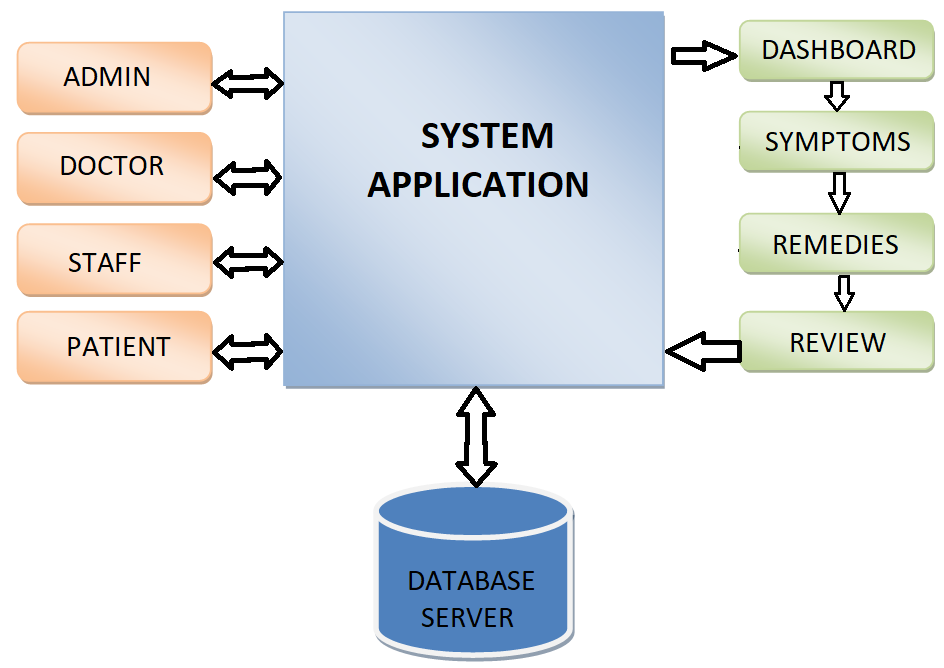 ADMIN
DOCTOR
STAFF
PATIENT
SYSTEM
APPLICATION
DASHBOARD
SYMPTOMS
REMEDIES
REVIEW
DATABASE
SERVER